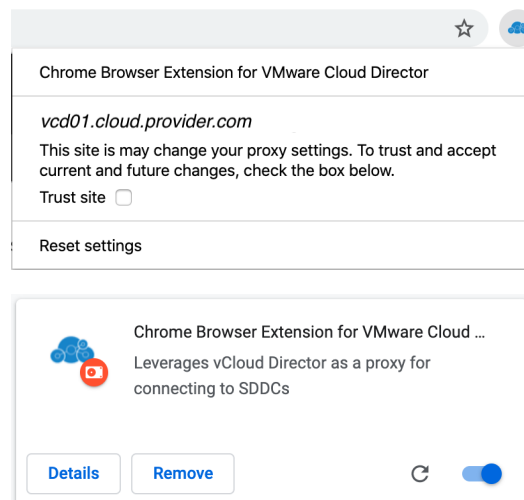 Chrome Browser Extension for VMware Cloud Director
vcd01.cloud.provider.com
This site is may change your proxy settings. To trust and accept
current and future changes, check the box below.
Trust site
Reset settings
Chrome Browser Extension for VMware Cloud ...
Leverages vCloud Director as a proxy for
connecting to SDDCs
Details Remove